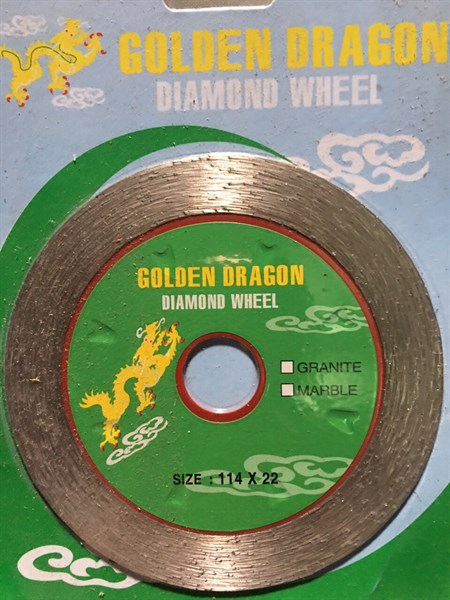 GOLDEN DRAGON
DIAMOND WHEEL
GOLDEN DRAGON
DIAMOND WHEEL
GRANITE
MARBLE
SIZE : 114 X 22